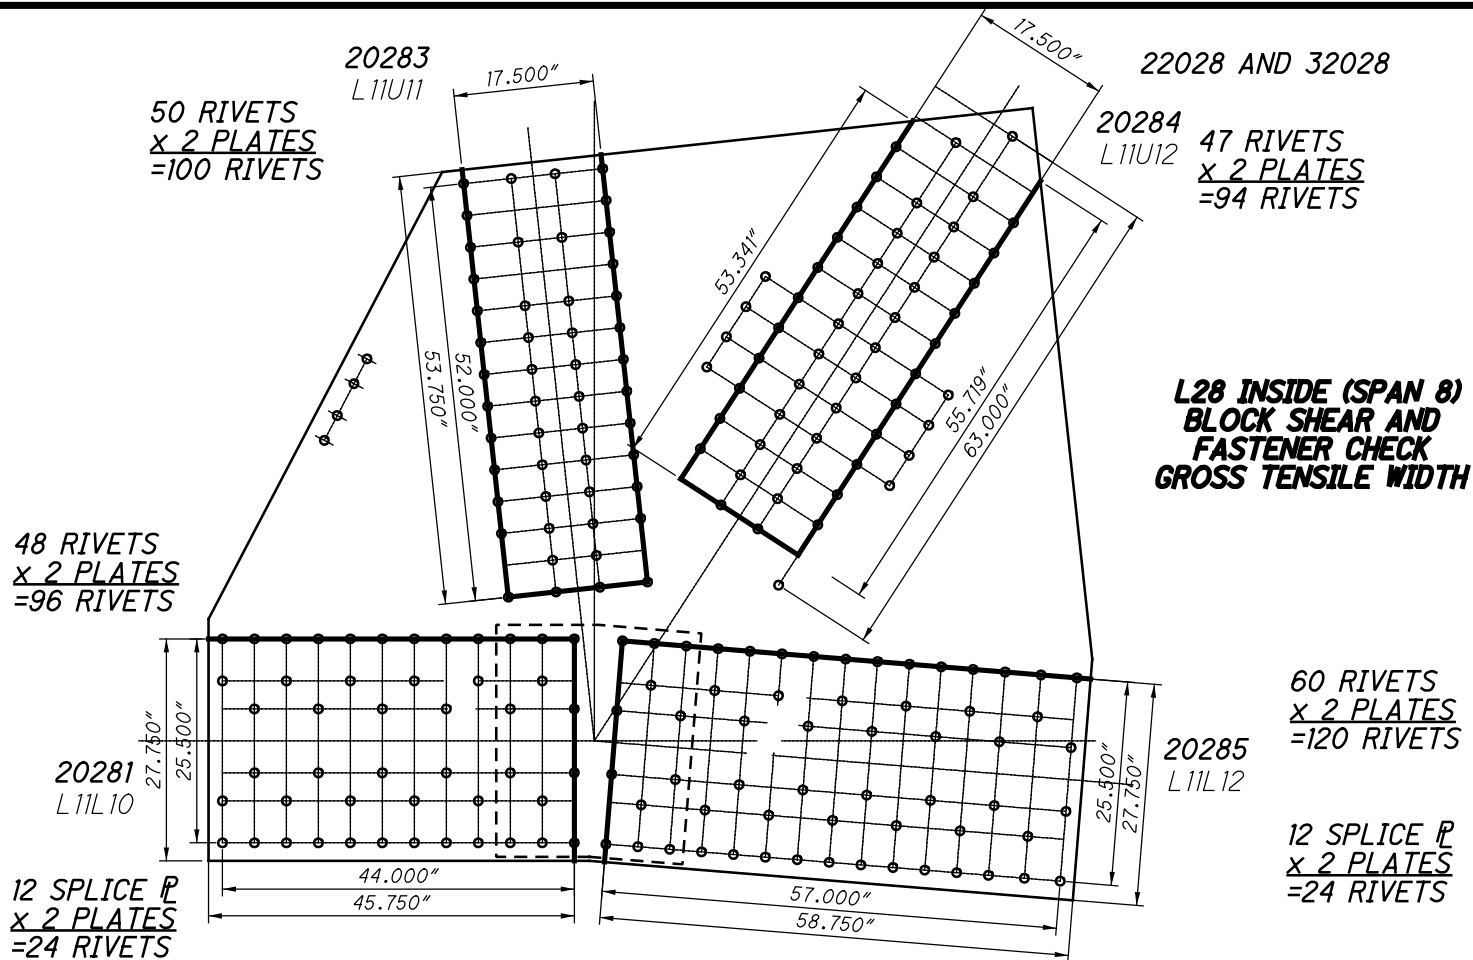 20283
L11U11
17.500"
50 RIVETS
x 2 PLATES
=100 RIVETS
17.500"
22028 AND 32028
20284
L11U12
47 RIVETS
x 2 PLATES
=94 RIVETS
53.341"
53.750"
52.000"
55.719"
63.000"
L28 INSIDE (SPAN 8)
BLOCK SHEAR AND
FASTENER CHECK
GROSS TENSILE WIDTH
48 RIVETS
x 2 PLATES
=96 RIVETS
20281
L11L10
27.750"
25.500"
44.000"
45.750"
12 SPLICE ℄
x 2 PLATES
=24 RIVETS
60 RIVETS
x 2 PLATES
=120 RIVETS
20285
L11L12
25.500"
27.750"
57.000"
58.750"
12 SPLICE ℄
x 2 PLATES
=24 RIVETS